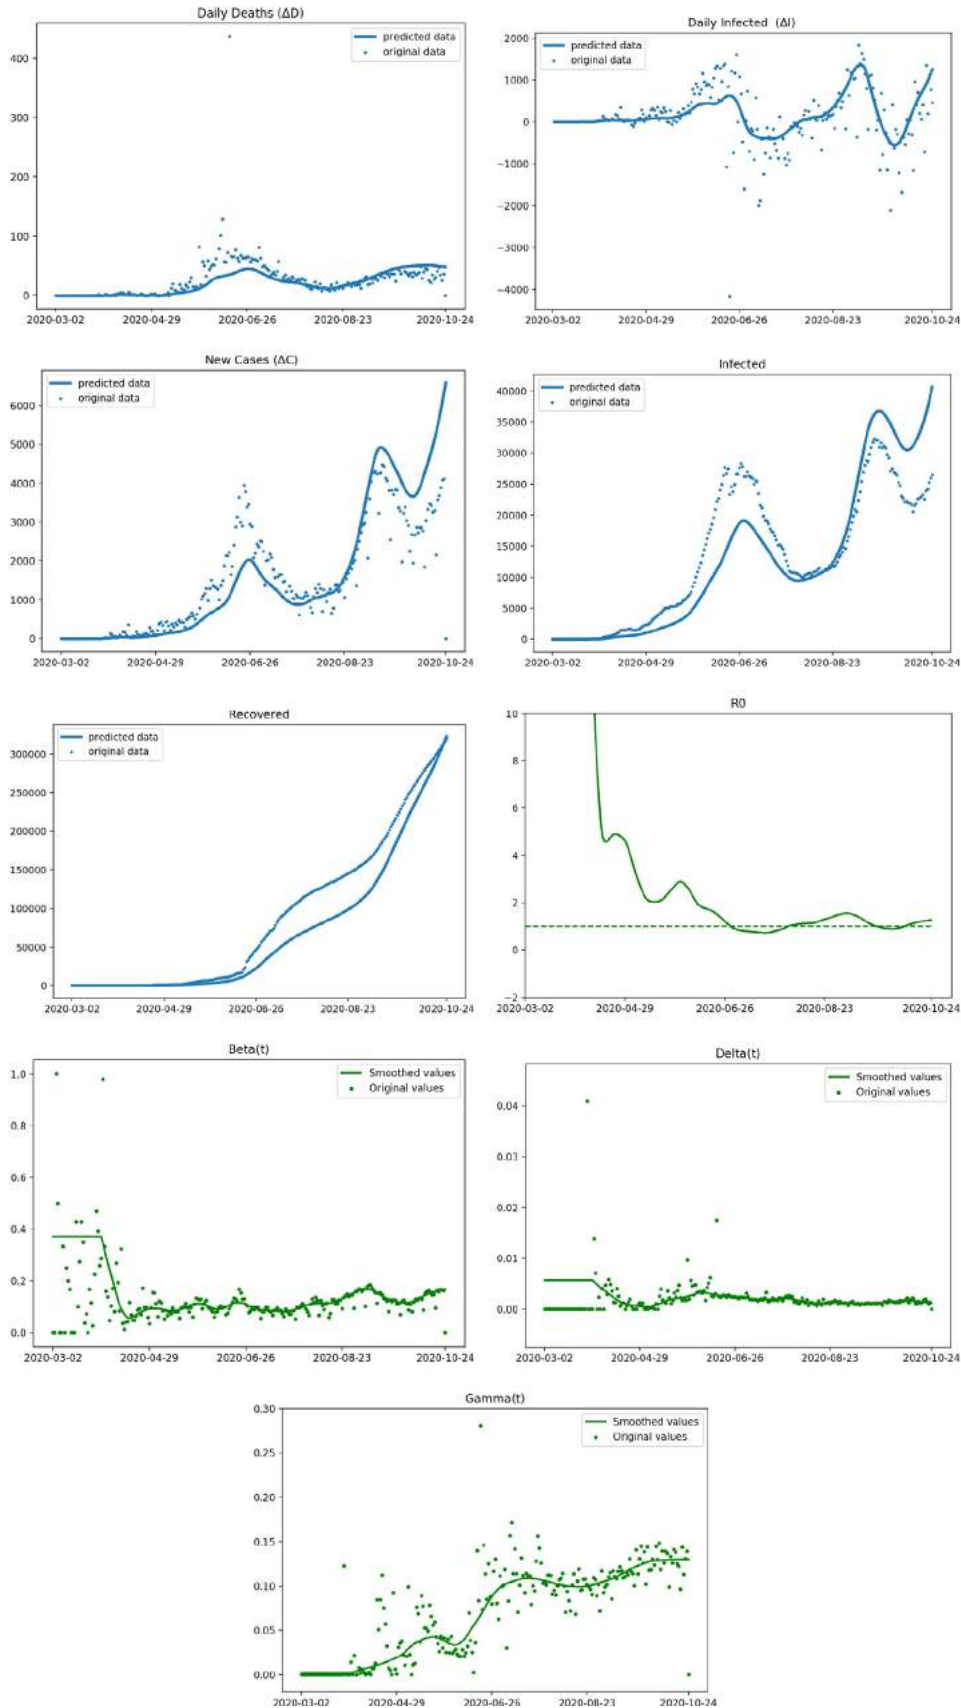 Daily Deaths (ΔD)
predicted data
original data
400
300
200
100
0
2020-03-02 2020-04-29 2020-06-26 2020-08-23 2020-10-24
Daily Infected (ΔI)
predicted data
original data
2000
1000
0
−1000
−2000
−3000
−4000
2020-03-02 2020-04-29 2020-06-26 2020-08-23 2020-10-24
New Cases (ΔC)
predicted data
original data
6000
5000
4000
3000
2000
1000
0
2020-03-02 2020-04-29 2020-06-26 2020-08-23 2020-10-24
Infected
predicted data
original data
40000
35000
30000
25000
20000
15000
10000
5000
0
2020-03-02 2020-04-29 2020-06-26 2020-08-23 2020-10-24
Recovered
predicted data
original data
300000
250000
200000
150000
100000
50000
0
2020-03-02 2020-04-29 2020-06-26 2020-08-23 2020-10-24
R0
10
8
6
4
2
0
−2
2020-03-02 2020-04-29 2020-06-26 2020-08-23 2020-10-24
Beta(t)
Smoothed values
Original values
1.0
0.8
0.6
0.4
0.2
0.0
2020-03-02 2020-04-29 2020-06-26 2020-08-23 2020-10-24
Delta(t)
Smoothed values
Original values
0.04
0.03
0.02
0.01
0.00
2020-03-02 2020-04-29 2020-06-26 2020-08-23 2020-10-24
Gamma(t)
Smoothed values
Original values
0.30
0.25
0.20
0.15
0.10
0.05
0.00
2020-03-02 2020-04-29 2020-06-26 2020-08-23 2020-10-24